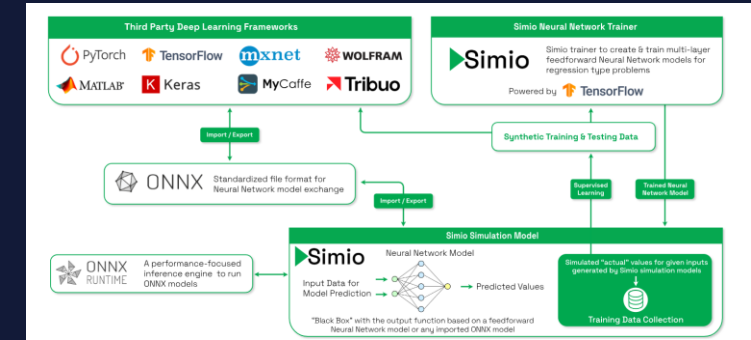 Third Party Deep Learning Frameworks
PyTorch
TensorFlow
mxnet
WOLFRAM
MATLAB
Keras
MyCaffe
Tribuo
Simio Neural Network Trainer
Simio
Simio trainer to create & train multi-layer
feedforward Neural Network models for
regression type problems
Powered by TensorFlow
Import / Export
Synthetic Training & Testing Data
ONNX
Standardized file format for
Neural Network model exchange
Import / Export
Supervised
Learning
Trained Neural
Network Model
Simio Simulation Model
ONNX
RUNTIME
A performance-focused
inference engine to run
ONNX models
Simio
Neural Network Model
Input Data for
Model Prediction
Predicted Values
"Black Box" with the output function based on a feedforward
Neural Network model or any imported ONNX model
Simulated "actual" values for given inputs
generated by Simio simulation models
Training Data Collection